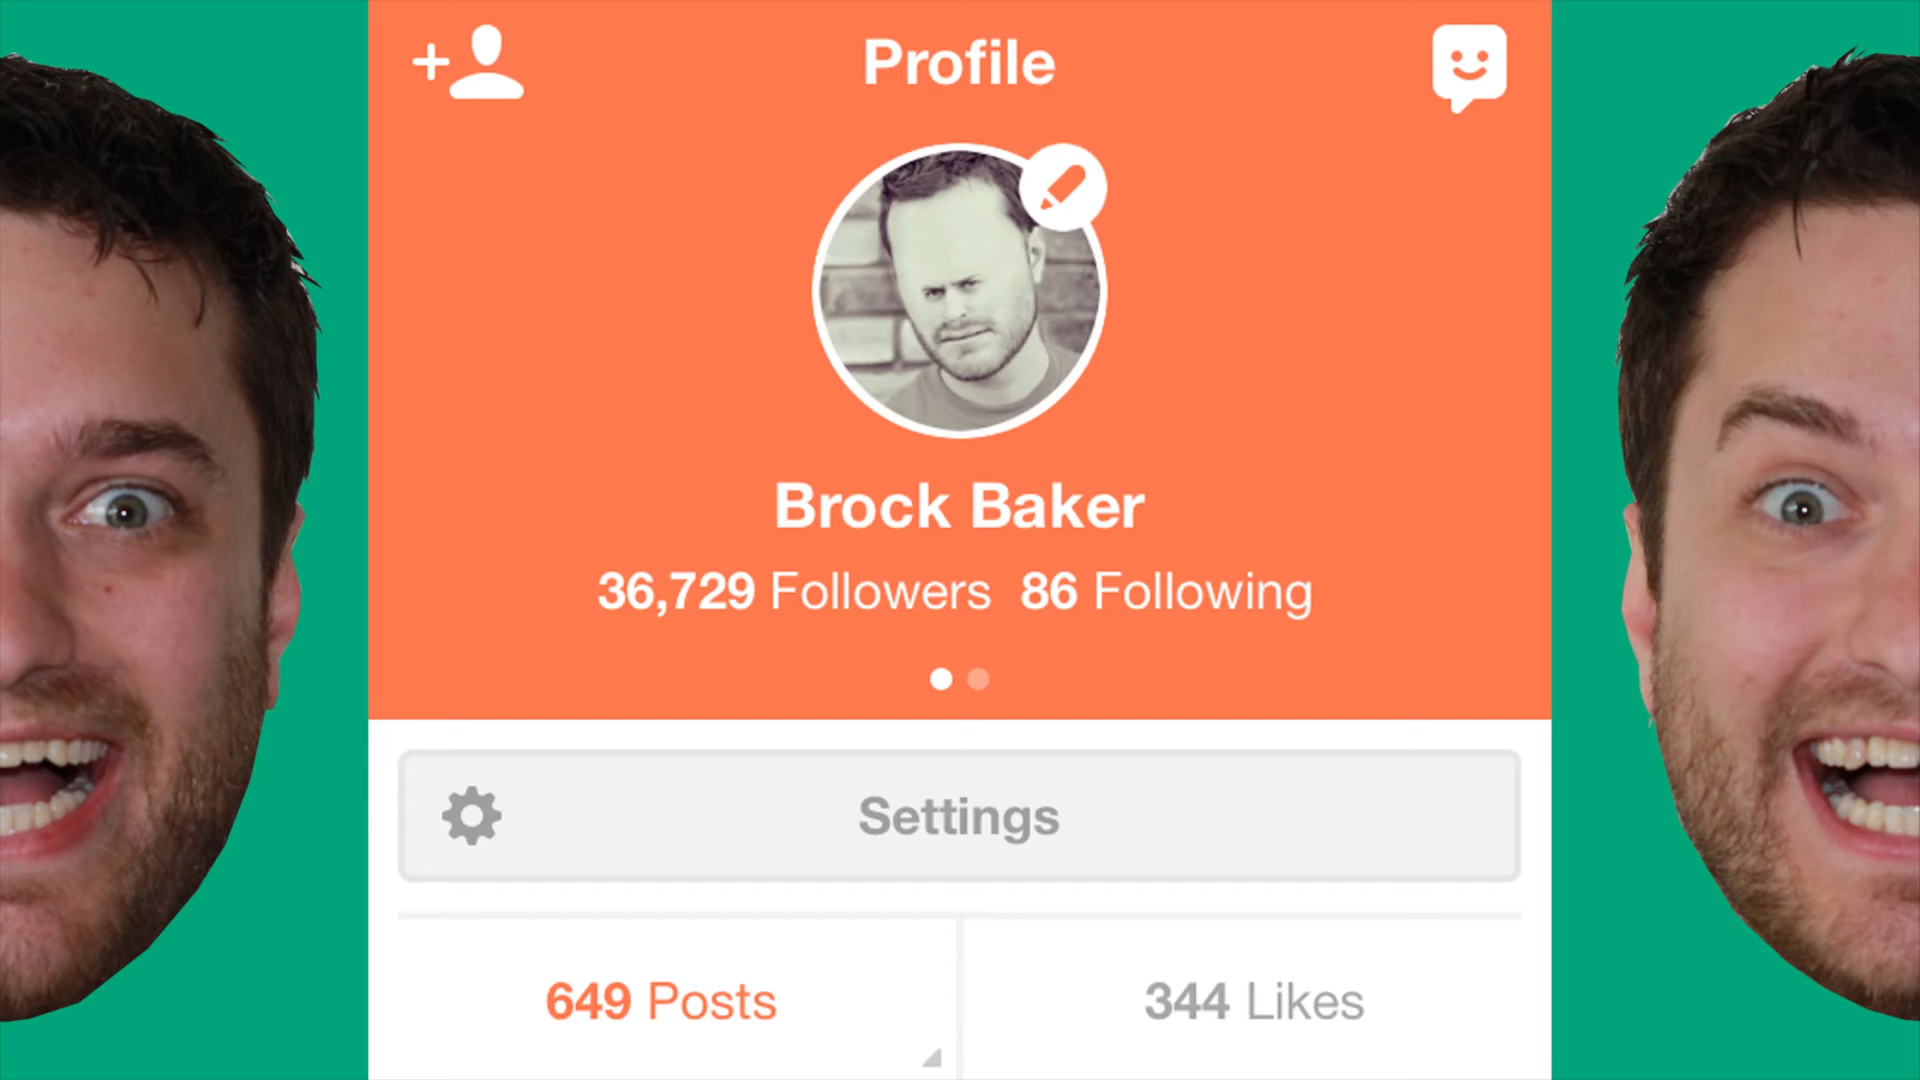 Profile
Brock Baker
36,729 Followers 86 Following
Settings
649 Posts
344 Likes